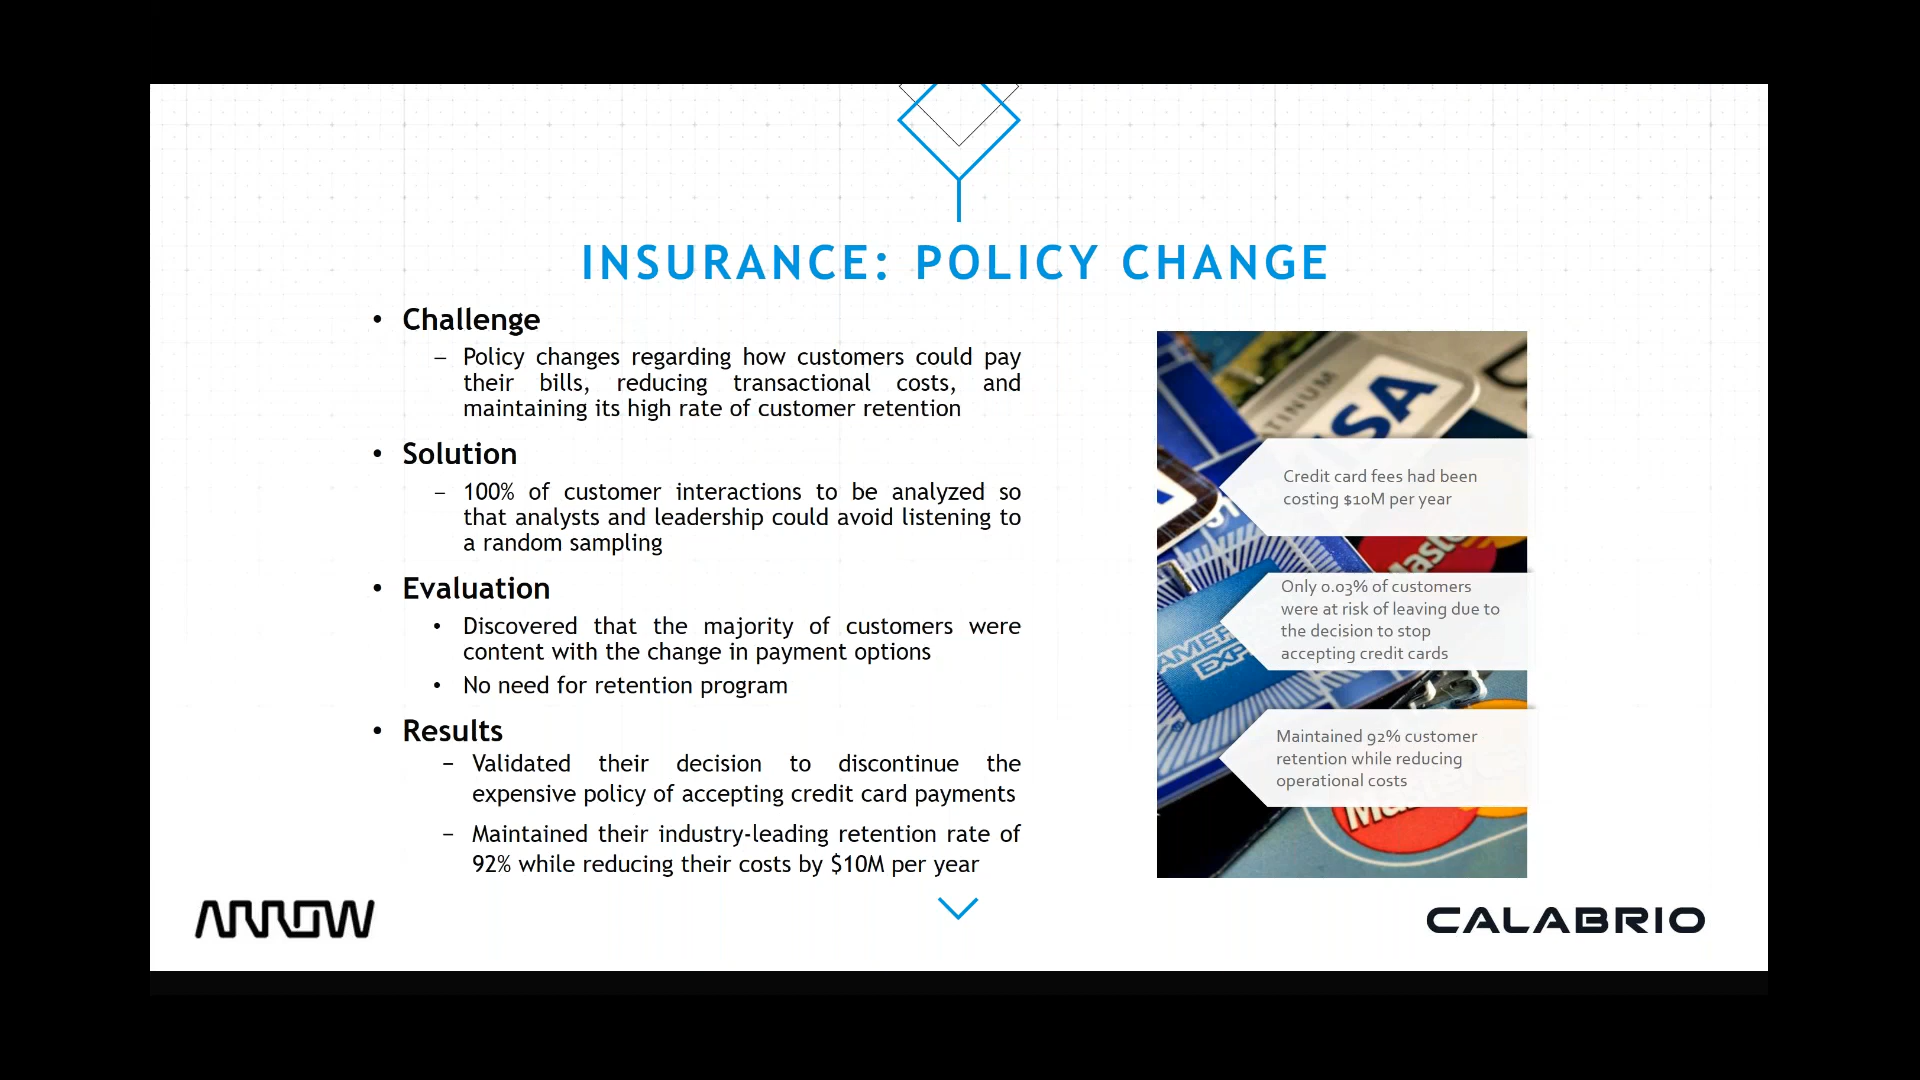 INSURANCE: POLICY CHANGE
• Challenge
– Policy changes regarding how customers could pay
their bills, reducing transactional costs, and
maintaining its high rate of customer retention
• Solution
– 100% of customer interactions to be analyzed so
that analysts and leadership could avoid listening to
a random sampling
• Evaluation
• Discovered that the majority of customers were
content with the change in payment options
• No need for retention program
• Results
– Validated their decision to discontinue the
expensive policy of accepting credit card payments
– Maintained their industry-leading retention rate of
92% while reducing their costs by $10M per year
Credit card fees had been
costing $10M per year
Only 0.03% of customers
were at risk of leaving due to
the decision to stop
accepting credit cards
Maintained 92% customer
retention while reducing
operational costs
ARROW
CALABRIO